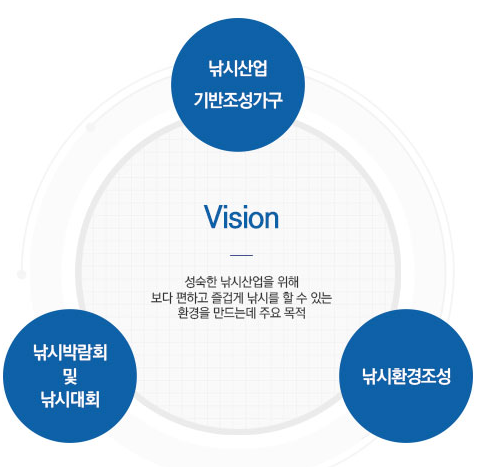 낚시산업
기반조성가구
Vision
성숙한 낚시산업을 위해
보다 편하고 즐겁게 낚시를 할 수 있는
환경을 만드는데 주요 목적
낚시박람회
및
낚시대회
낚시환경조성